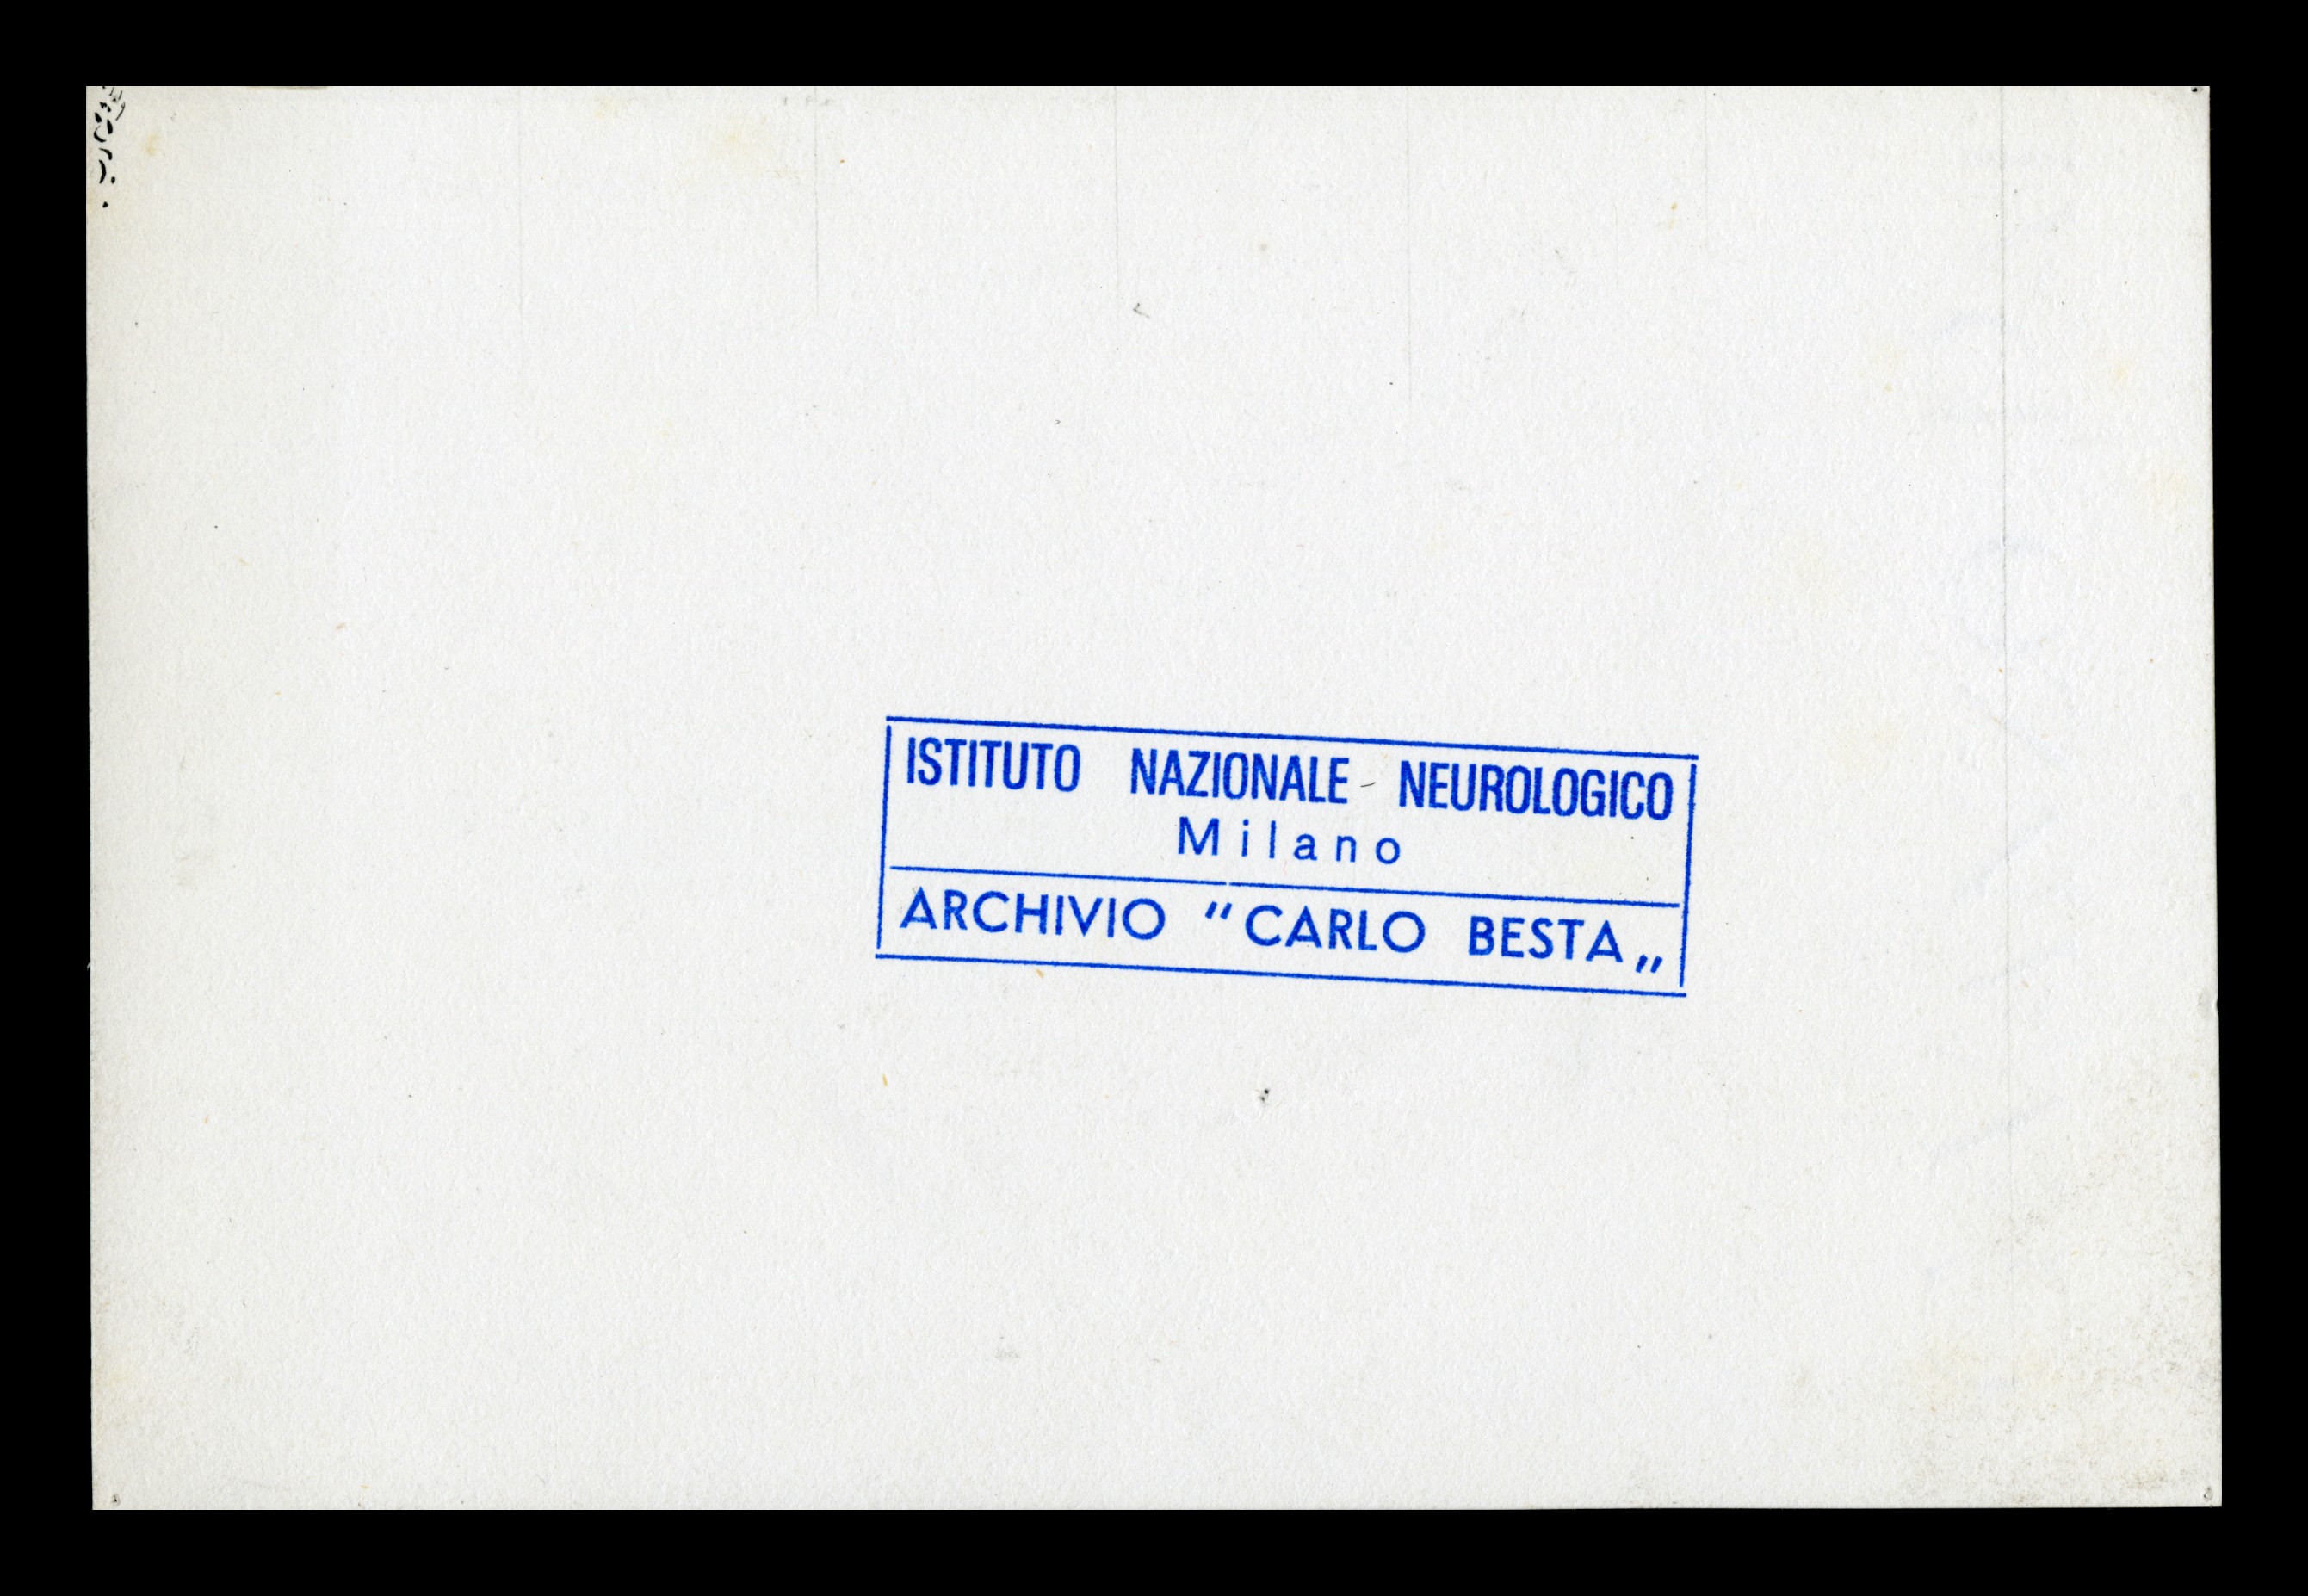 ISTITUTO NAZIONALE NEUROLOGICO
Milano
ARCHIVIO "CARLO BESTA„